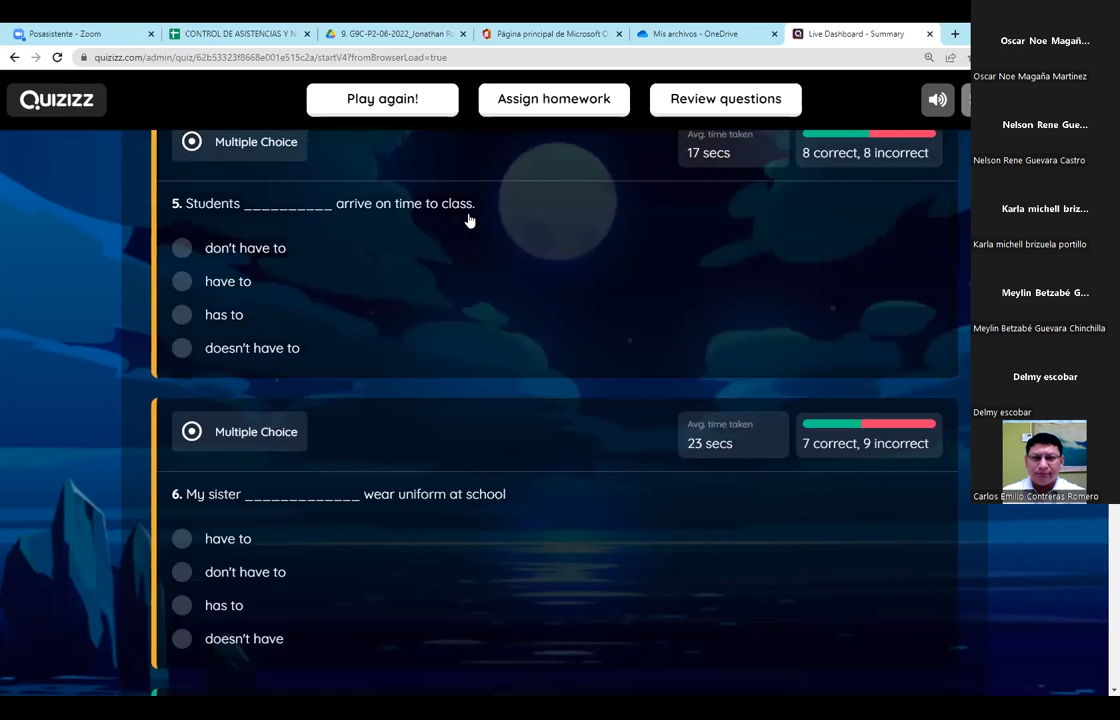 Posasistente - Zoom
CONTROL DE ASISTENCIAS Y N
9. G9C-P2-06-2022_Jonathan R
Página principal de Microsoft O
Mis archivos - OneDrive
Live Dashboard - Summary
quizizz.com/admin/quiz/62b53323f8668e001e515c2a/startV4?fromBrowserLoad=true
QUIZIZZ
Play again!
Assign homework
Review questions
Multiple Choice
Avg. time taken
17 secs
8 correct, 8 incorrect
5. Students __________ arrive on time to class.
don't have to
have to
has to
doesn't have to
Multiple Choice
Avg. time taken
23 secs
7 correct, 9 incorrect
6. My sister _____________ wear uniform at school
have to
don't have to
has to
doesn't have
Oscar Noe Magañ...
Oscar Noe Magaña Martinez
Nelson Rene Gue...
Nelson Rene Guevara Castro
Karla michell briz...
Karla michell brizuela portillo
Meylin Betzabé G...
Meylin Betzabé Guevara Chinchilla
Delmy escobar
Delmy escobar
Carlos Emilio Contreras Romero